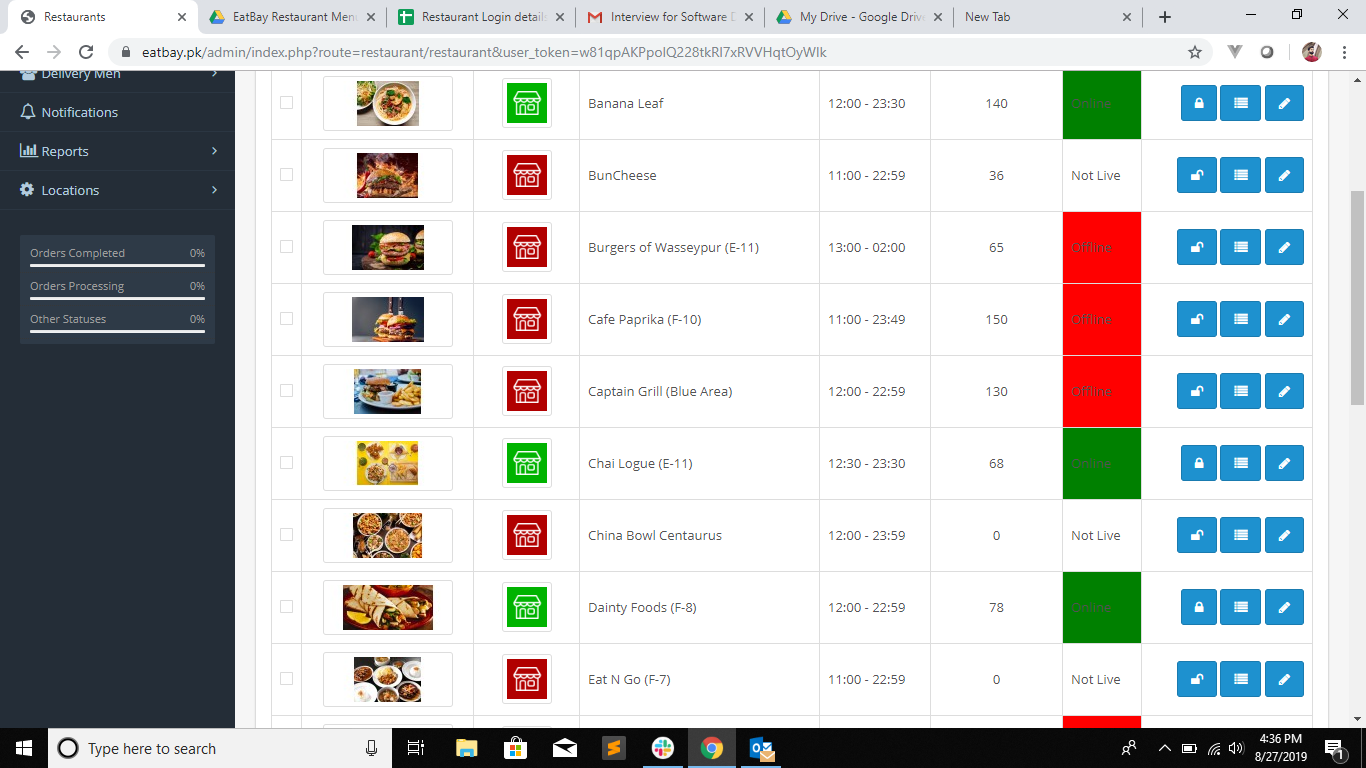 Restaurants
EatBay Restaurant Menu
Restaurant Login details
Interview for Software D
My Drive - Google Drive
New Tab
eatbay.pk/admin/index.php?route=restaurant/restaurant&user_token=w81qpAKPpolQ228tkRI7xRVVHqtOyWIk
Delivery Men
Notifications
Reports
Locations
Orders Completed 0%
Orders Processing 0%
Other Statuses 0%
Banana Leaf 12:00 - 23:30 140 Online
BunCheese 11:00 - 22:59 36 Not Live
Burgers of Wasseypur (E-11) 13:00 - 02:00 65 Offline
Cafe Paprika (F-10) 11:00 - 23:49 150 Offline
Captain Grill (Blue Area) 12:00 - 22:59 130 Offline
Chai Logue (E-11) 12:30 - 23:30 68 Online
China Bowl Centaurus 12:00 - 23:59 0 Not Live
Dainty Foods (F-8) 12:00 - 22:59 78 Online
Eat N Go (F-7) 11:00 - 22:59 0 Not Live
Type here to search
4:36 PM
8/27/2019
1